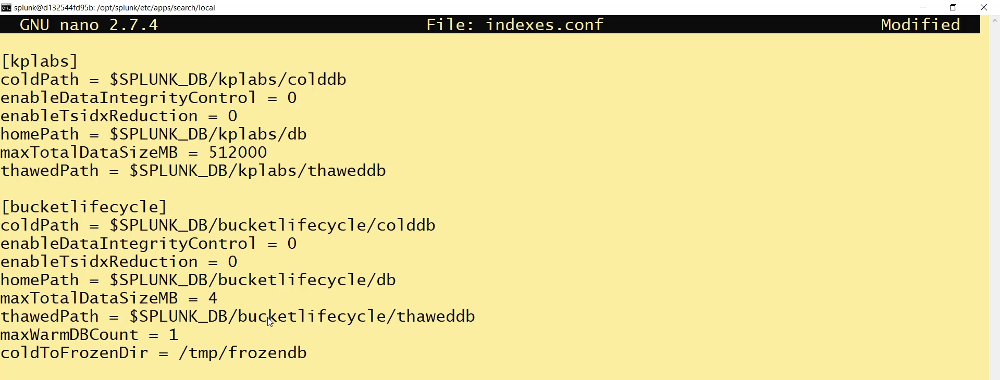 splunk@d132544fd95b: /opt/splunk/etc/apps/search/local
GNU nano 2.7.4 File: indexes.conf Modified
[kplabs]
coldPath = $SPLUNK_DB/kplabs/colddb
enableDataIntegrityControl = 0
enableTsidxReduction = 0
homePath = $SPLUNK_DB/kplabs/db
maxTotalDataSizeMB = 512000
thawedPath = $SPLUNK_DB/kplabs/thaweddb
[bucketlifecycle]
coldPath = $SPLUNK_DB/bucketlifecycle/colddb
enableDataIntegrityControl = 0
enableTsidxReduction = 0
homePath = $SPLUNK_DB/bucketlifecycle/db
maxTotalDataSizeMB = 4
thawedPath = $SPLUNK_DB/bucketlifecycle/thaweddb
maxWarmDBCount = 1
coldToFrozenDir = /tmp/frozendb